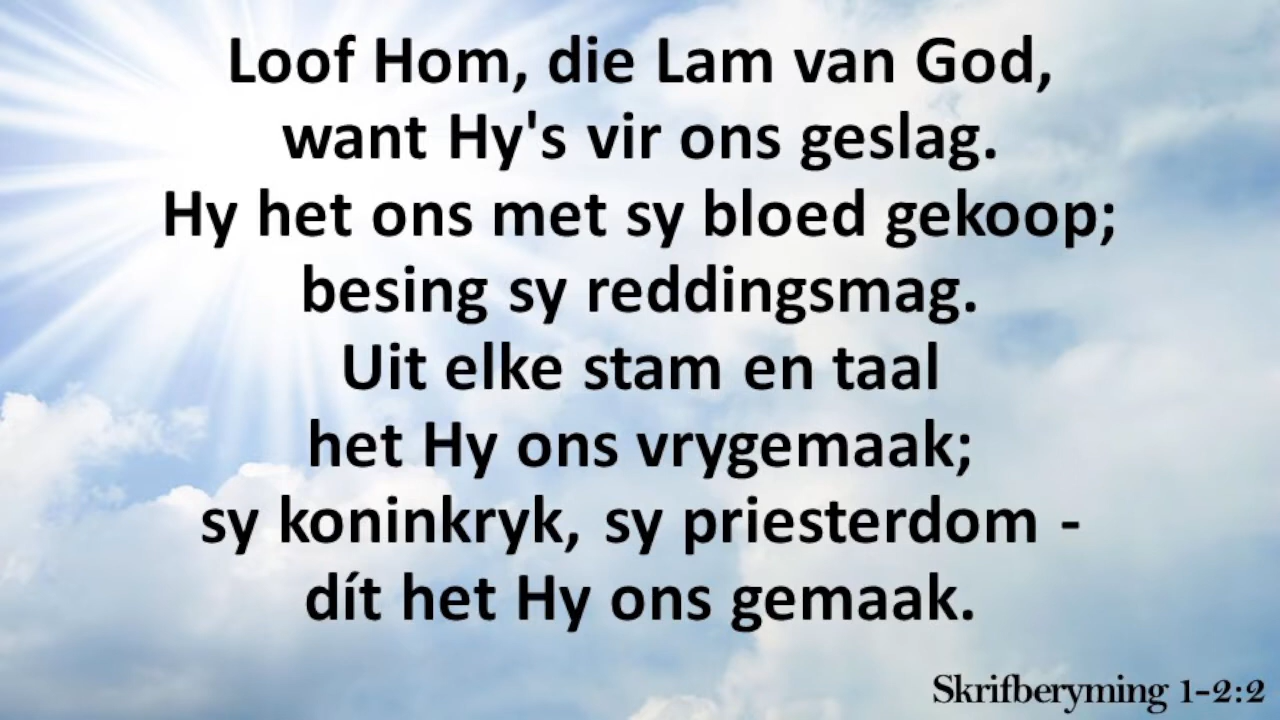 Loof Hom, die Lam van God,
want Hy's vir ons geslag.
Hy het ons met sy bloed gekoop;
besing sy reddingsmag.
Uit elke stam en taal
het Hy ons vrygemaak;
sy koninkryk, sy priesterdom -
dít het Hy ons gemaak.
Skrifberyming 1-2:2